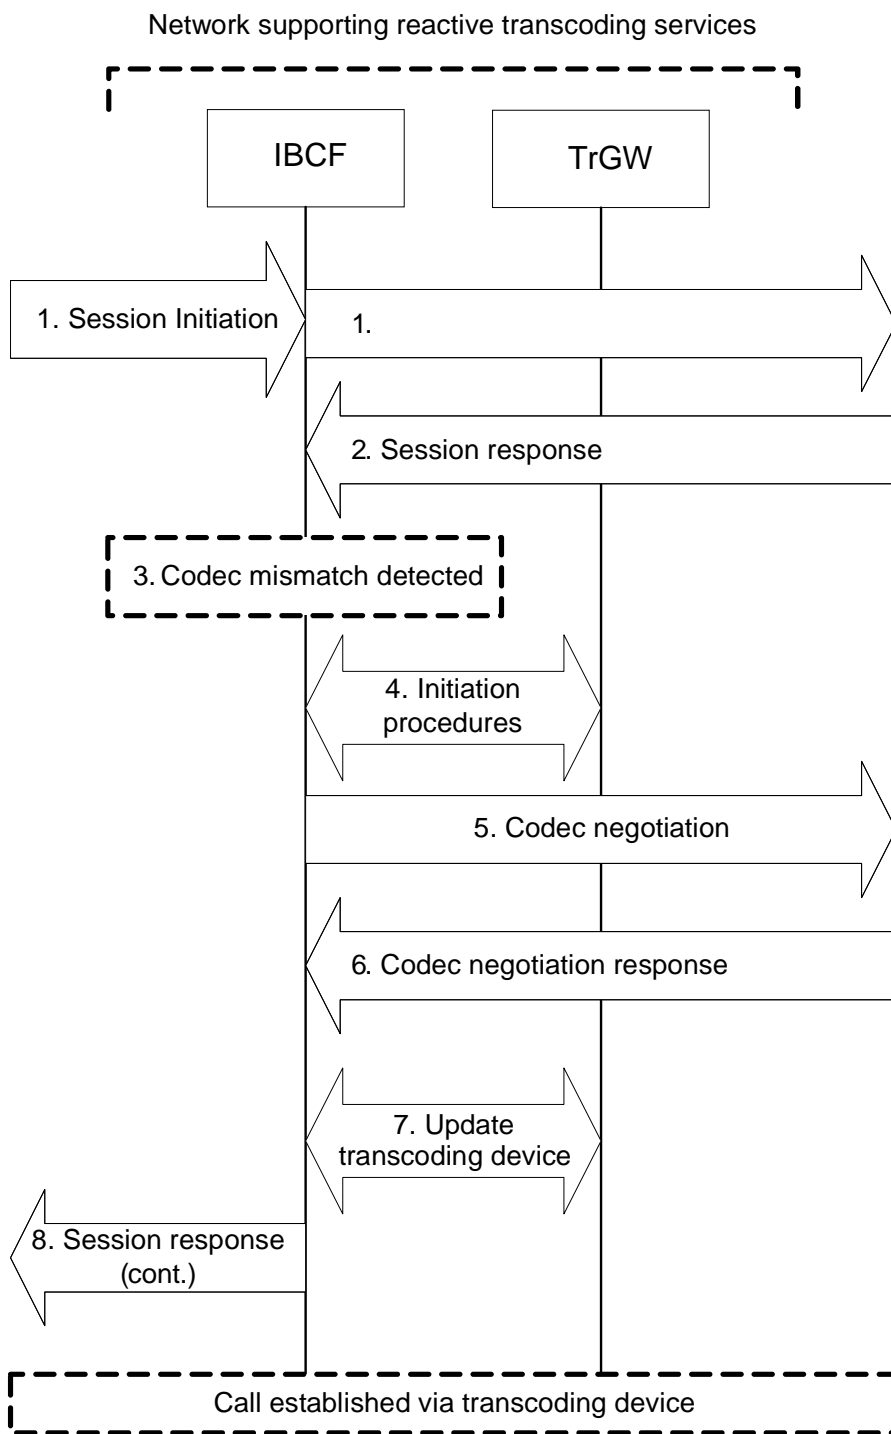 Network supporting reactive transcoding services
IBCF
TrGW
1. Session Initiation
1.
2. Session response
3. Codec mismatch detected
4. Initiation
procedures
5. Codec negotiation
6. Codec negotiation response
7. Update
transcoding device
8. Session response
(cont.)
Call established via transcoding device